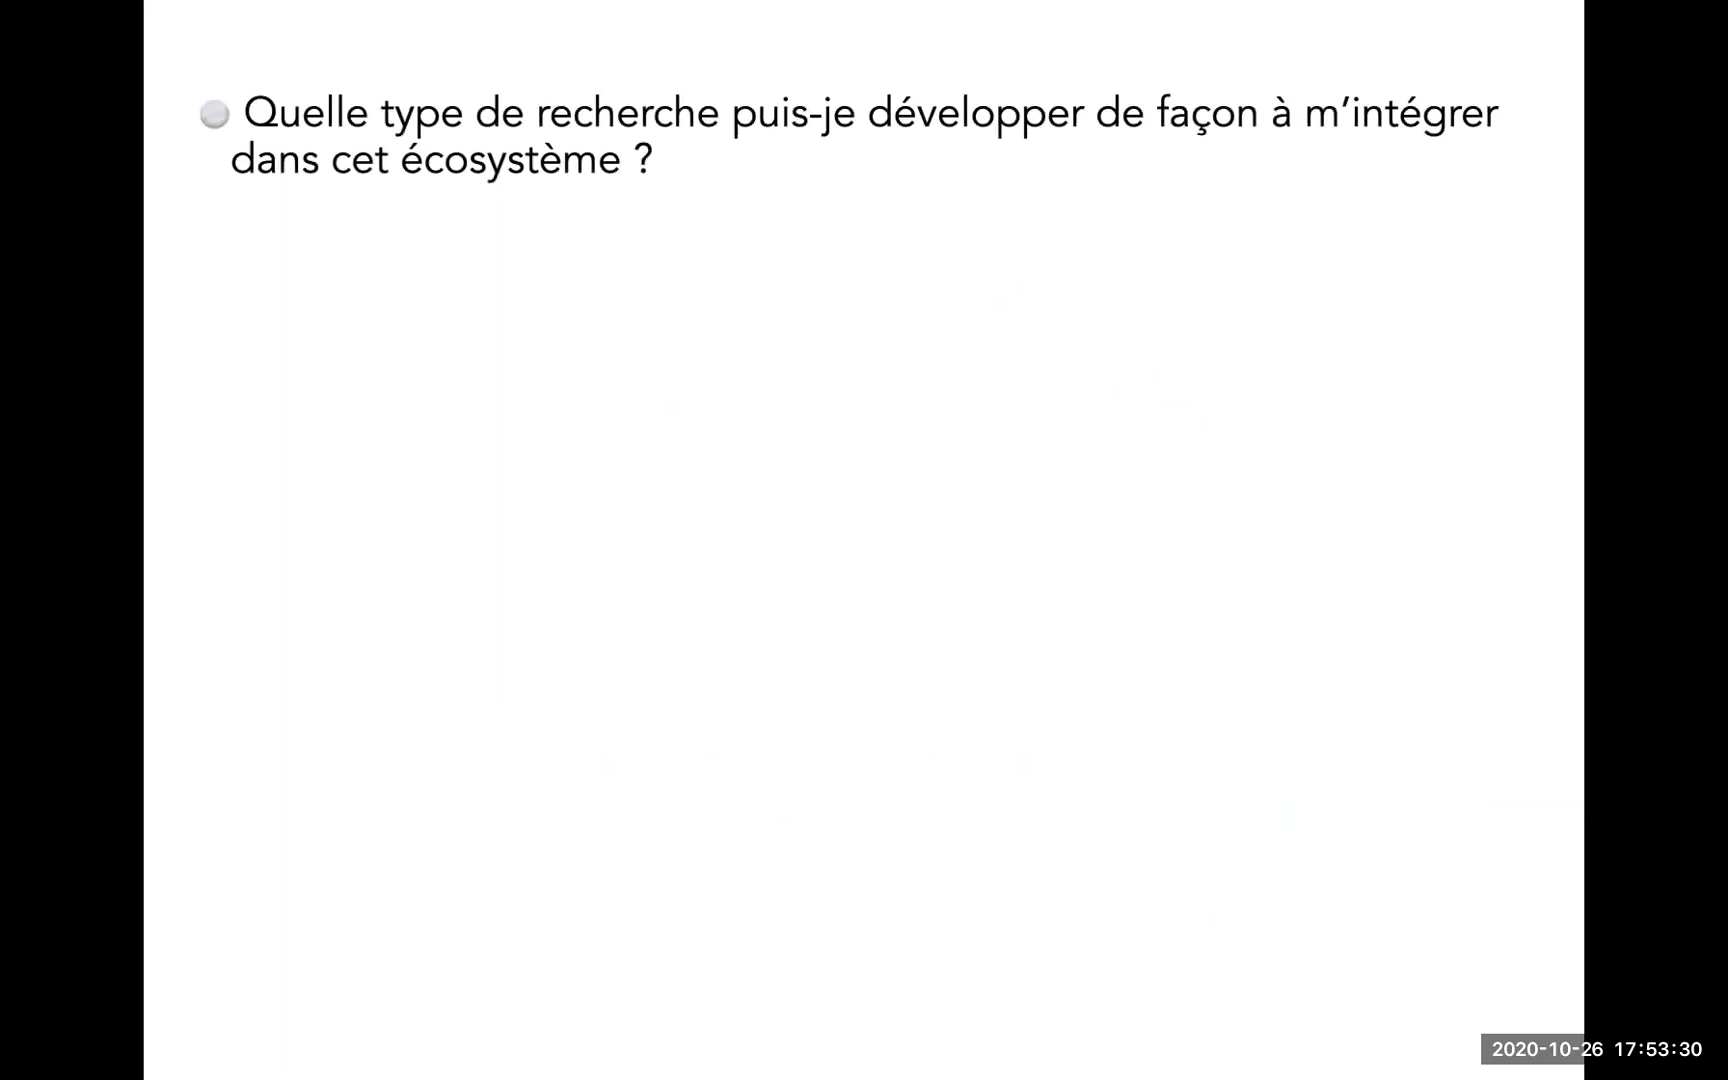 Quelle type de recherche puis-je développer de façon à m’intégrer
dans cet écosystème ?
2020-10-26 17:53:30